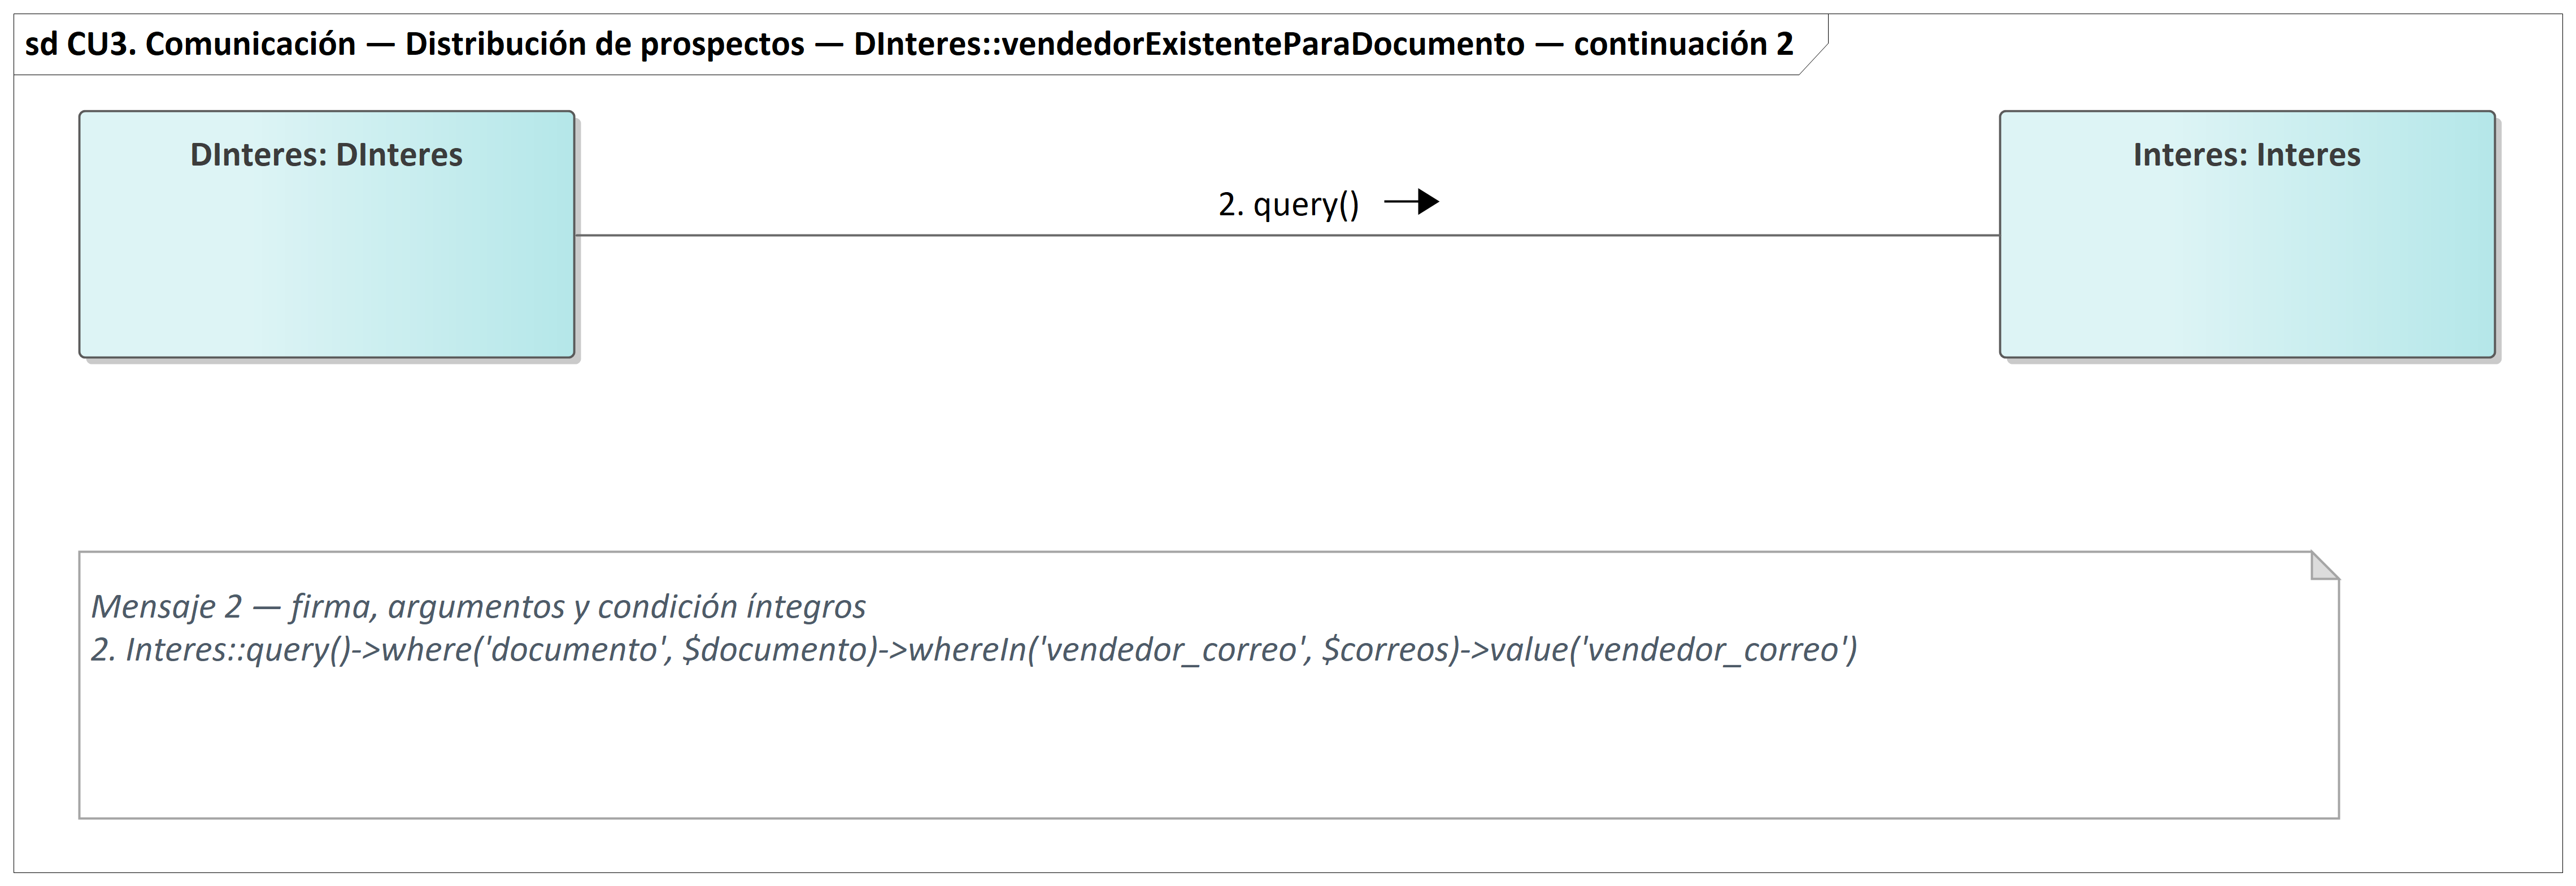 sd CU3. Comunicación — Distribución de prospectos — DInteres::vendedorExistenteParaDocumento — continuación 2
DInteres: DInteres
Interes: Interes
2. query()
Mensaje 2 — firma, argumentos y condición íntegros
2. Interes::query()->where('documento', $documento)->whereIn('vendedor_correo', $correos)->value('vendedor_correo')